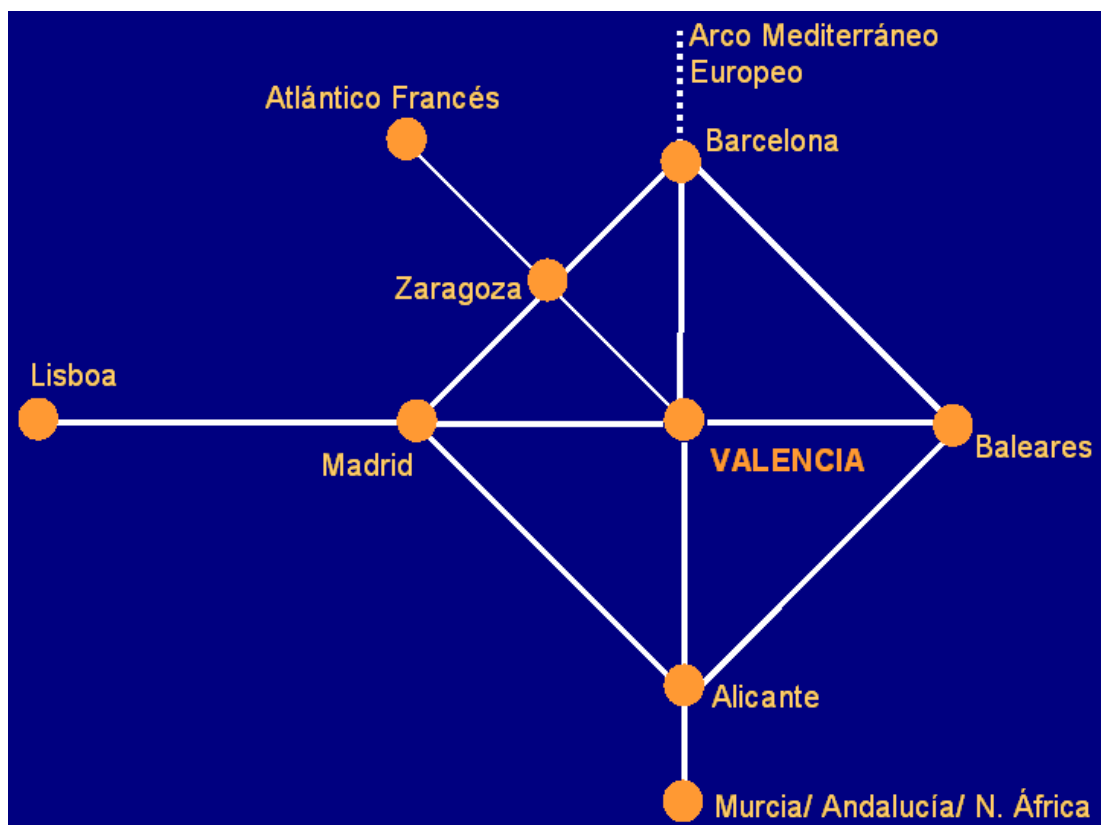 Arco Mediterráneo
Europeo
Atlántico Francés
Barcelona
Zaragoza
Lisboa
Madrid
VALENCIA
Baleares
Alicante
Murcia/ Andalucía/ N. África